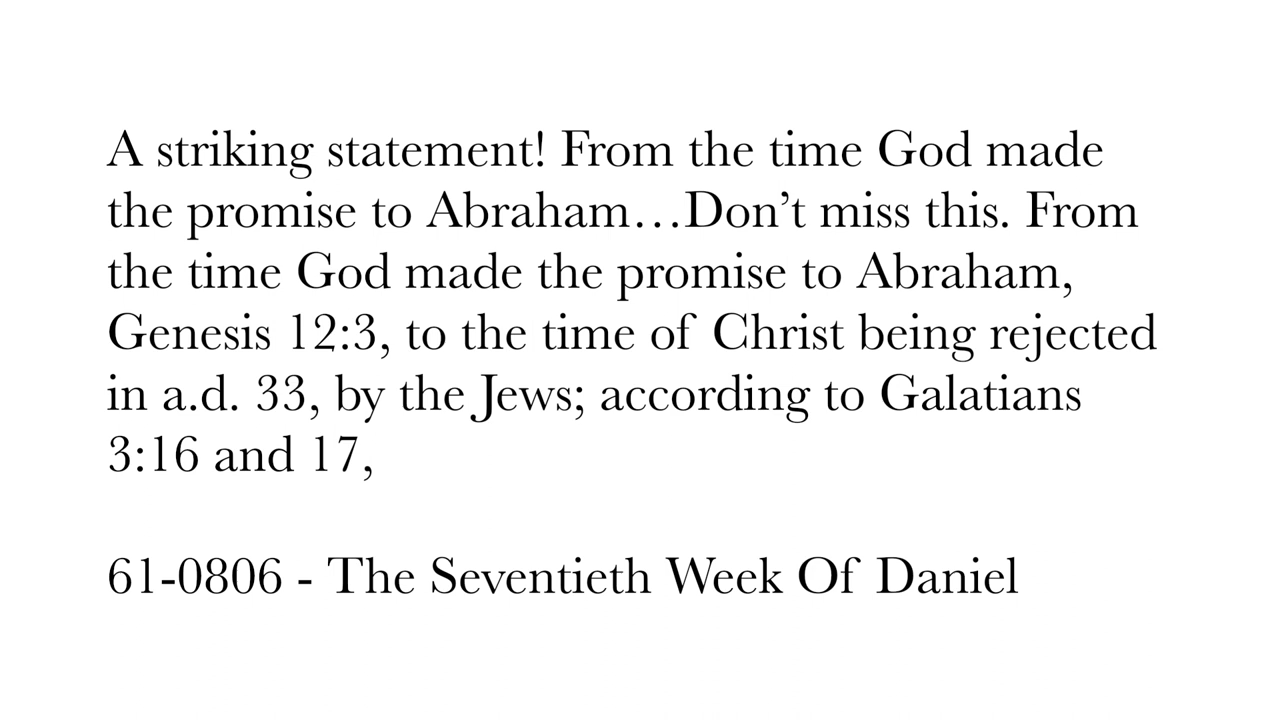 A striking statement! From the time God made
the promise to Abraham…Don’t miss this. From
the time God made the promise to Abraham,
Genesis 12:3, to the time of Christ being rejected
in a.d. 33, by the Jews; according to Galatians
3:16 and 17,
61-0806 - The Seventieth Week Of Daniel